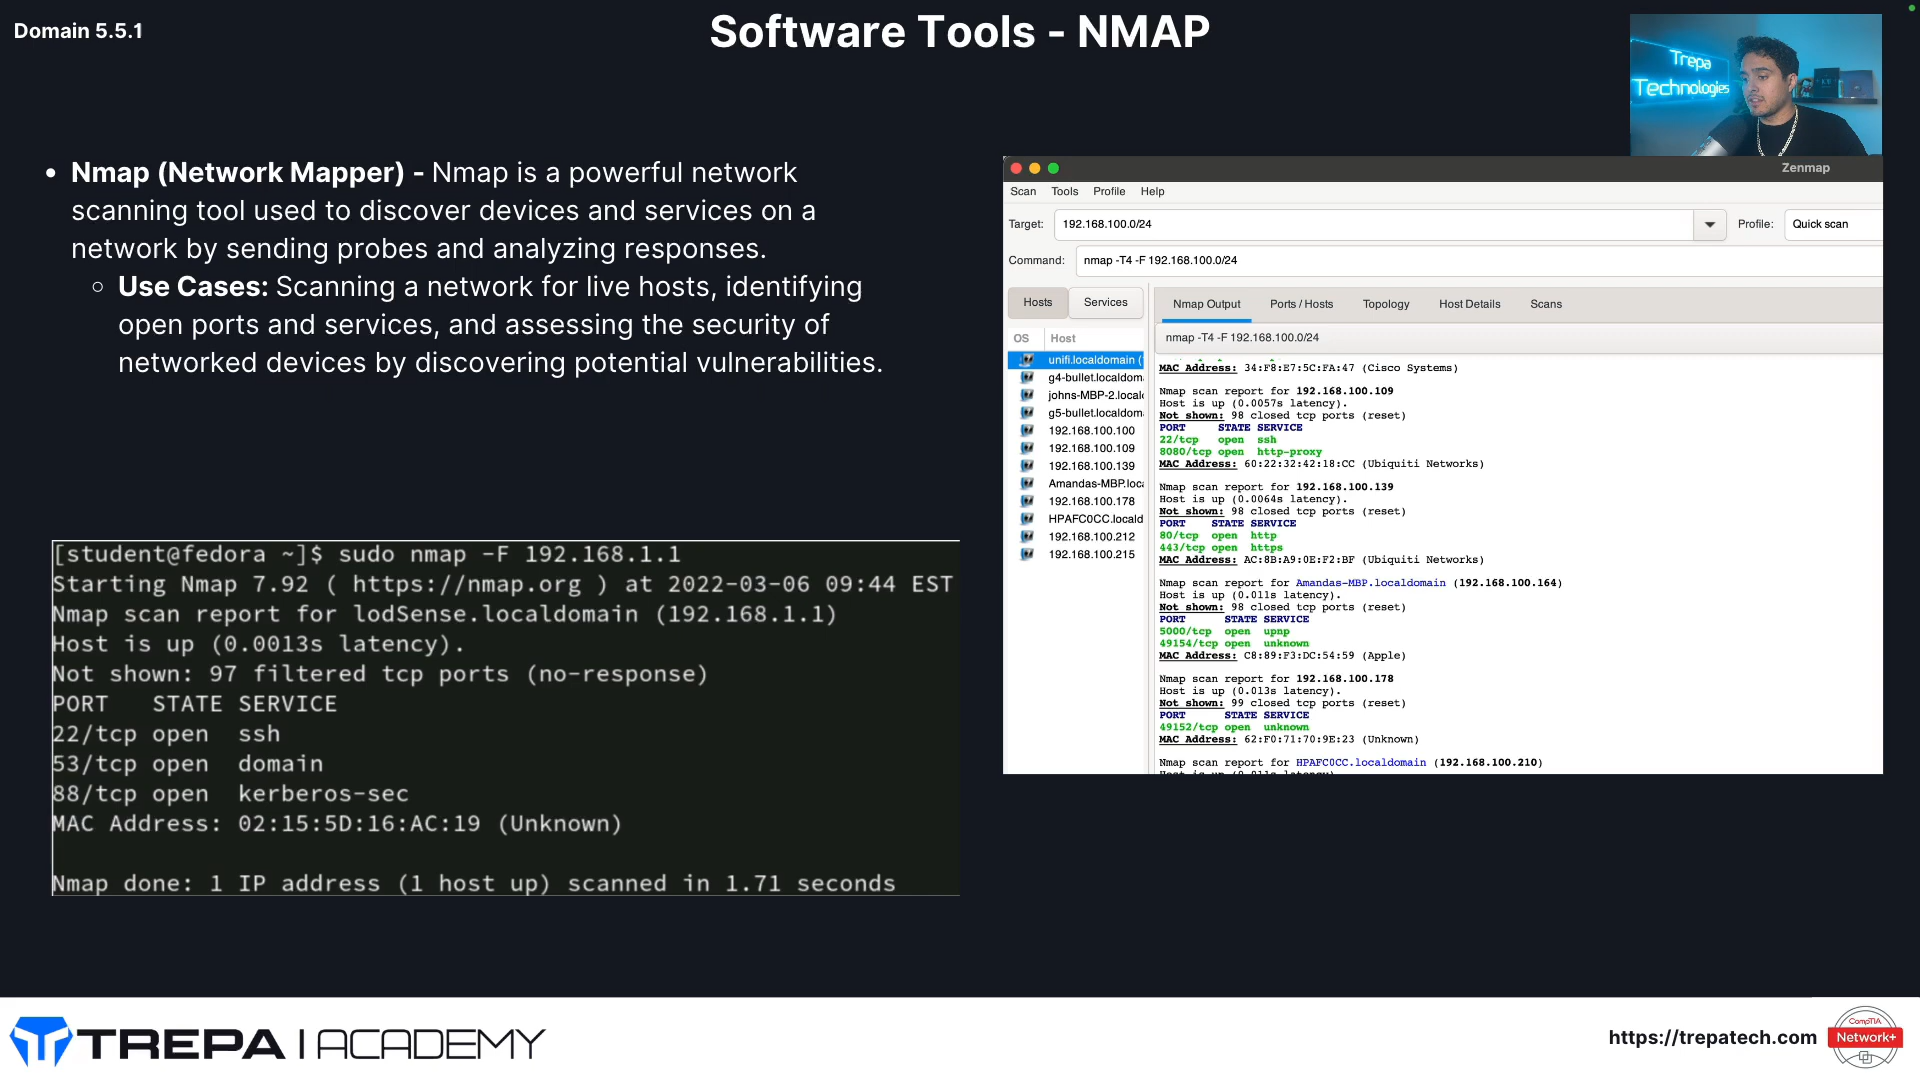 Domain 5.5.1
Software Tools - NMAP
Trepa
Technologies
• Nmap (Network Mapper) - Nmap is a powerful network
scanning tool used to discover devices and services on a
network by sending probes and analyzing responses.
◦ Use Cases: Scanning a network for live hosts, identifying
open ports and services, and assessing the security of
networked devices by discovering potential vulnerabilities.
[student@fedora ~]$ sudo nmap -F 192.168.1.1
Starting Nmap 7.92 ( https://nmap.org ) at 2022-03-06 09:44 EST
Nmap scan report for lodSense.localdomain (192.168.1.1)
Host is up (0.0013s latency).
Not shown: 97 filtered tcp ports (no-response)
PORT STATE SERVICE
22/tcp open ssh
53/tcp open domain
88/tcp open kerberos-sec
MAC Address: 02:15:5D:16:AC:19 (Unknown)
Nmap done: 1 IP address (1 host up) scanned in 1.71 seconds
Zenmap
Scan Tools Profile Help
Target: 192.168.100.0/24 Profile: Quick scan
Command: nmap -T4 -F 192.168.100.0/24
Hosts Services
OS Host
unifi.localdomain (
g4-bullet.localdom
johns-MBP-2.local
g5-bullet.localdom
192.168.100.100
192.168.100.109
192.168.100.139
Amandas-MBP.loca
192.168.100.178
HPAFC0CC.locald
192.168.100.212
192.168.100.215
Nmap Output Ports / Hosts Topology Host Details Scans
nmap -T4 -F 192.168.100.0/24
MAC Address: 34:F8:E7:5C:FA:47 (Cisco Systems)
Nmap scan report for 192.168.100.109
Host is up (0.0057s latency).
Not shown: 98 closed tcp ports (reset)
PORT STATE SERVICE
22/tcp open ssh
8080/tcp open http-proxy
MAC Address: 60:22:32:42:18:CC (Ubiquiti Networks)
Nmap scan report for 192.168.100.139
Host is up (0.0064s latency).
Not shown: 98 closed tcp ports (reset)
PORT STATE SERVICE
80/tcp open http
443/tcp open https
MAC Address: AC:8B:A9:0E:F2:BF (Ubiquiti Networks)
Nmap scan report for Amandas-MBP.localdomain (192.168.100.164)
Host is up (0.011s latency).
Not shown: 98 closed tcp ports (reset)
PORT STATE SERVICE
5000/tcp open upnp
49154/tcp open unknown
MAC Address: C8:89:F3:DC:54:59 (Apple)
Nmap scan report for 192.168.100.178
Host is up (0.013s latency).
Not shown: 99 closed tcp ports (reset)
PORT STATE SERVICE
49152/tcp open unknown
MAC Address: 62:F0:71:70:9E:23 (Unknown)
Nmap scan report for HPAFC0CC.localdomain (192.168.100.210)
TREPA | ACADEMY
https://trepatech.com
CompTIA
Network+